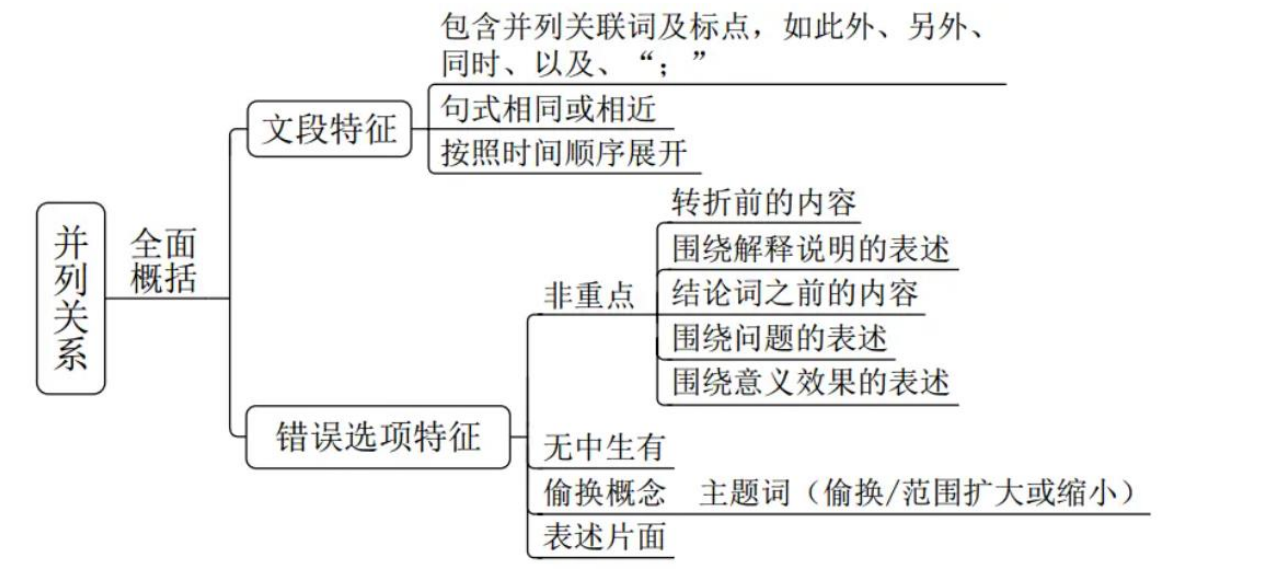 包含并列关联词及标点，如此外、另外、
同时、以及、“；”
文段特征
句式相同或相近
按照时间顺序展开
并列关系
全面
概括
转折前的内容
围绕解释说明的表述
非重点
结论词之前的内容
围绕问题的表述
围绕意义效果的表述
错误选项特征
无中生有
偷换概念 主题词（偷换/范围扩大或缩小）
表述片面